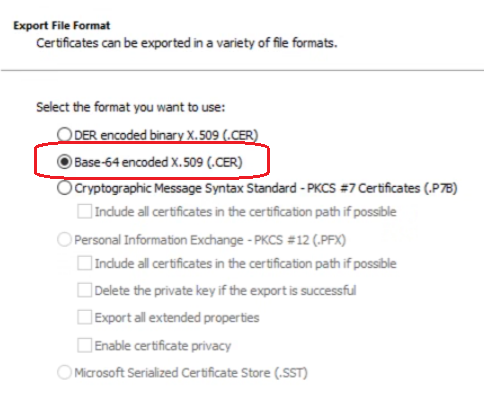 Export File Format
Certificates can be exported in a variety of file formats.
Select the format you want to use:
DER encoded binary X.509 (.CER)
Base-64 encoded X.509 (.CER)
Cryptographic Message Syntax Standard - PKCS #7 Certificates (.P7B)
Include all certificates in the certification path if possible
Personal Information Exchange - PKCS #12 (.PFX)
Include all certificates in the certification path if possible
Delete the private key if the export is successful
Export all extended properties
Enable certificate privacy
Microsoft Serialized Certificate Store (.SST)